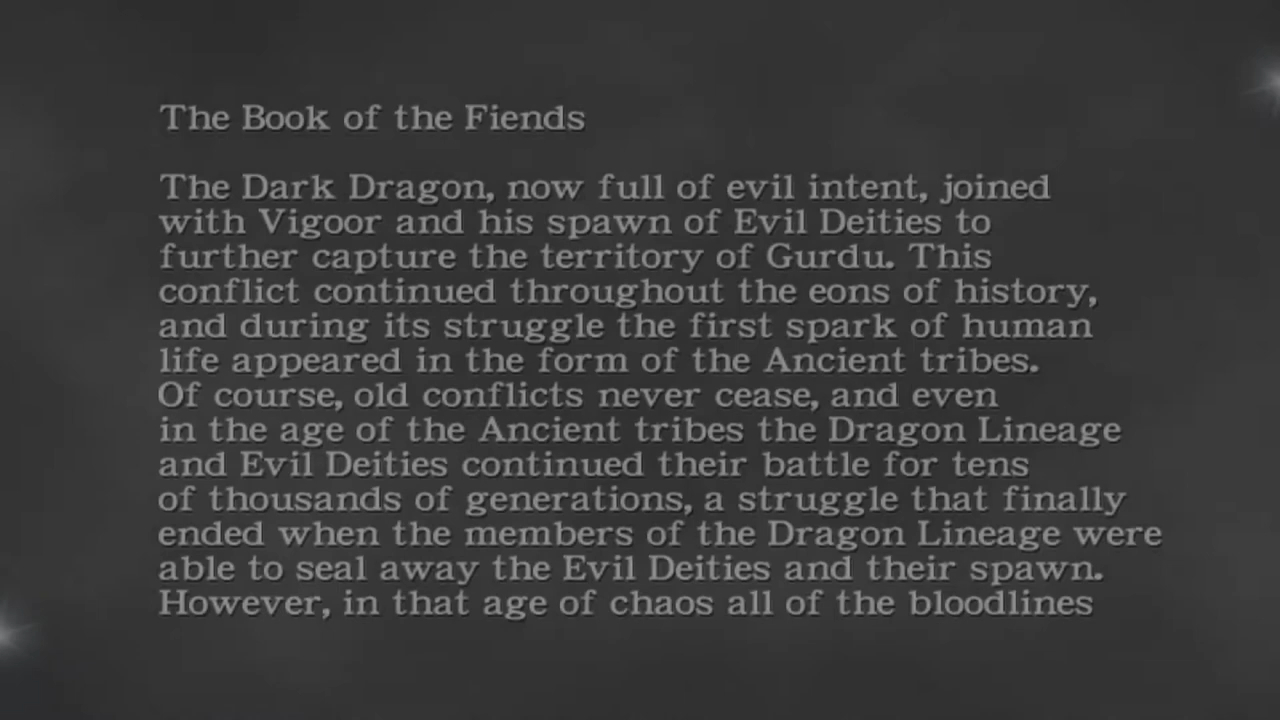 The Book of the Fiends
The Dark Dragon, now full of evil intent, joined
with Vigoor and his spawn of Evil Deities to
further capture the territory of Gurdu. This
conflict continued throughout the eons of history,
and during its struggle the first spark of human
life appeared in the form of the Ancient tribes.
Of course, old conflicts never cease, and even
in the age of the Ancient tribes the Dragon Lineage
and Evil Deities continued their battle for tens
of thousands of generations, a struggle that finally
ended when the members of the Dragon Lineage were
able to seal away the Evil Deities and their spawn.
However, in that age of chaos all of the bloodlines